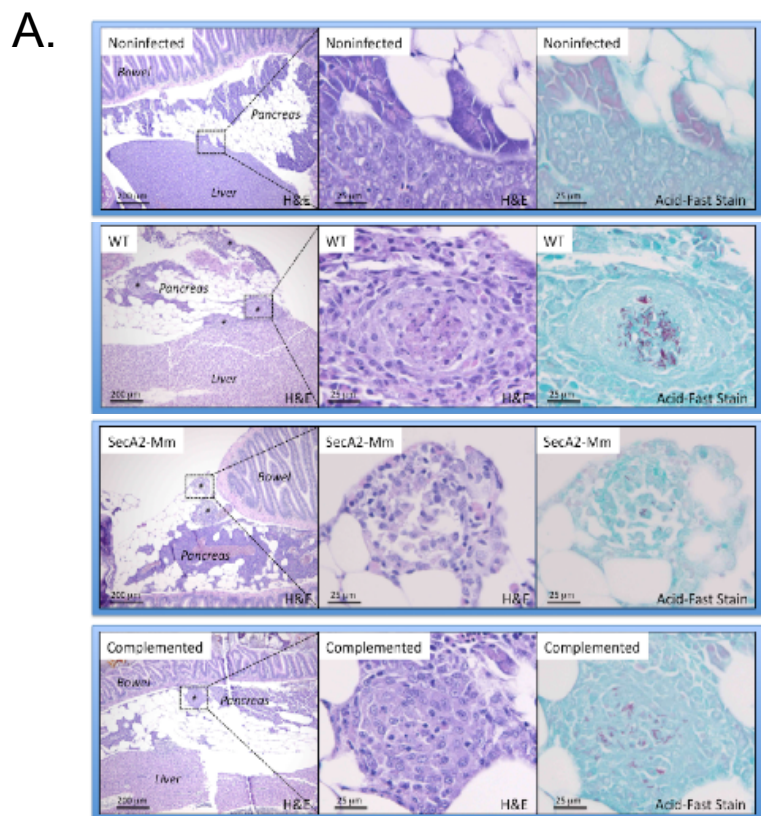 A.
Noninfected Noninfected Noninfected
Bowel
Pancreas
Liver
200 µm H&E 25 µm H&E 25 µm Acid-Fast Stain
WT WT WT
Pancreas
Liver
200 µm H&E 25 µm H&E 25 µm Acid-Fast Stain
SecA2-Mm SecA2-Mm SecA2-Mm
Bowel
Pancreas
200 µm H&E 25 µm H&E 25 µm Acid-Fast Stain
Complemented Complemented Complemented
Bowel
Pancreas
Liver
200 µm H&E 25 µm H&E 25 µm Acid-Fast Stain